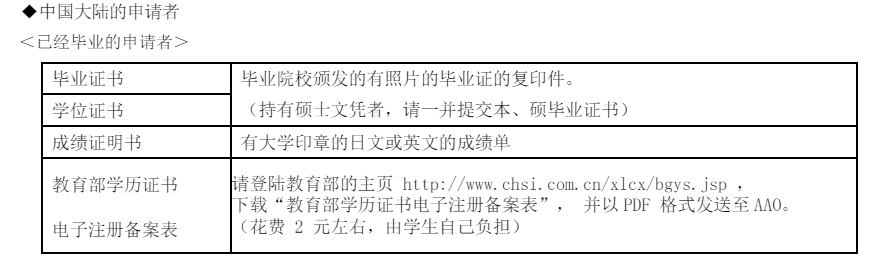 ◆中国大陆的申请者
＜已经毕业的申请者＞
毕业证书
毕业院校颁发的有照片的毕业证的复印件。
学位证书
（持有硕士文凭者，请一并提交本、硕毕业证书）
成绩证明书
有大学印章的日文或英文的成绩单
教育部学历证书
电子注册备案表
请登陆教育部的主页 http://www.chsi.com.cn/xlcx/bgys.jsp ，
下载“教育部学历证书电子注册备案表”， 并以 PDF 格式发送至 AAO。
（花费 2 元左右，由学生自己负担）